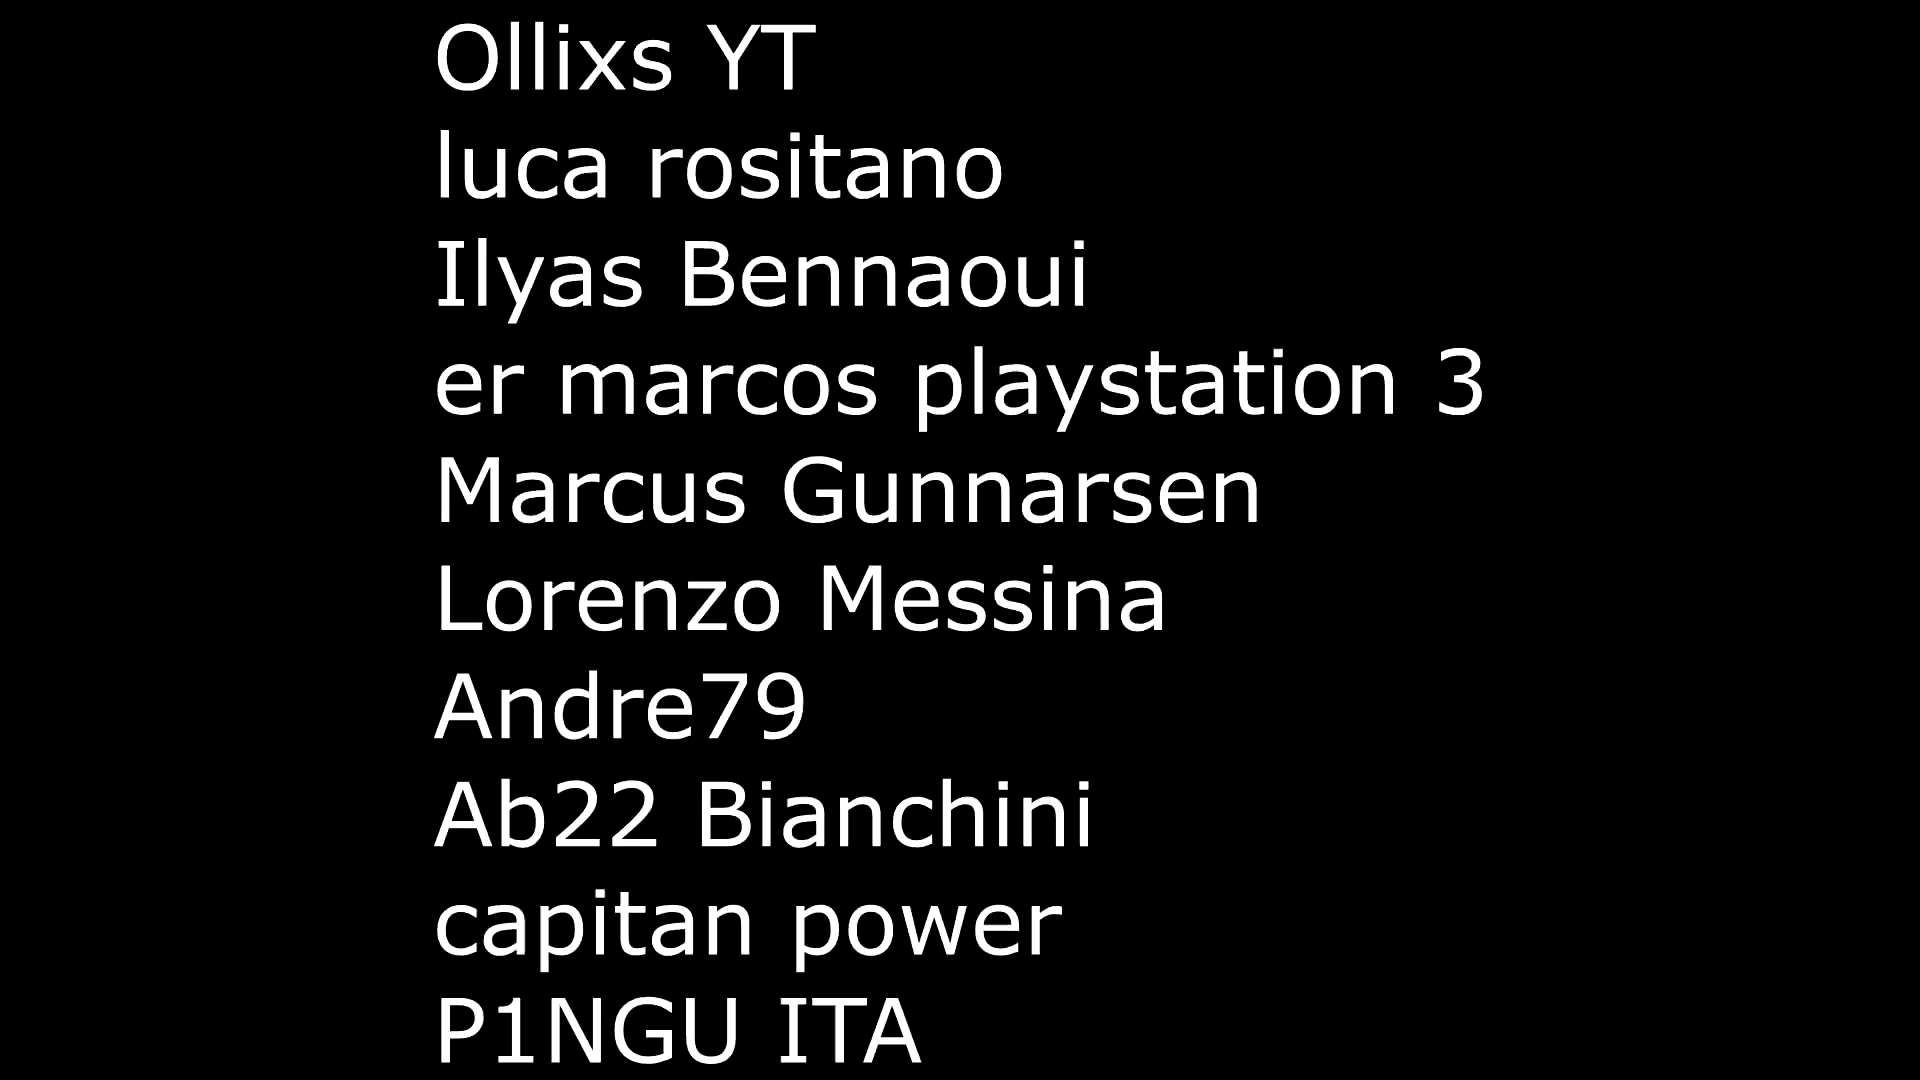 Ollixs YT
luca rositano
Ilyas Bennaoui
er marcos playstation 3
Marcus Gunnarsen
Lorenzo Messina
Andre79
Ab22 Bianchini
capitan power
P1NGU ITA